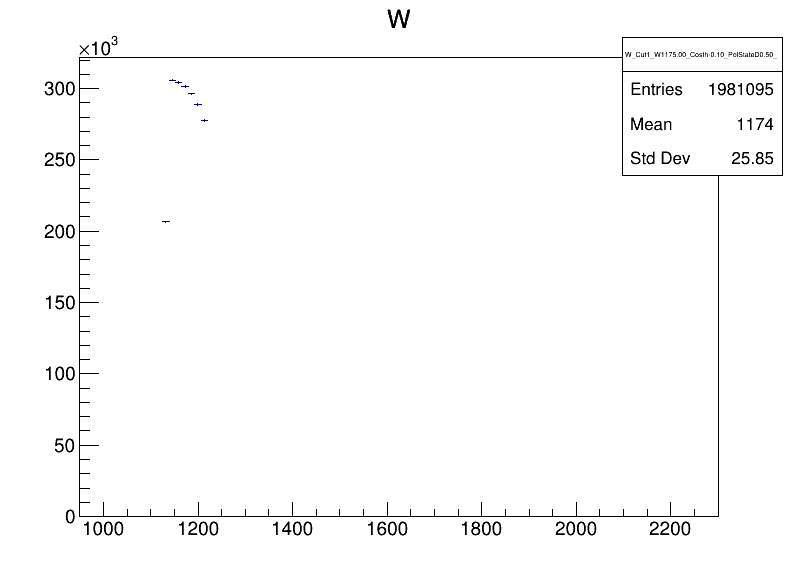 W
×10³
W_Cut1_W1175.00_Costh-0.10_PolStateD0.50_
Entries 1981095
Mean 1174
Std Dev 25.85
300
250
200
150
100
50
0
1000 1200 1400 1600 1800 2000 2200